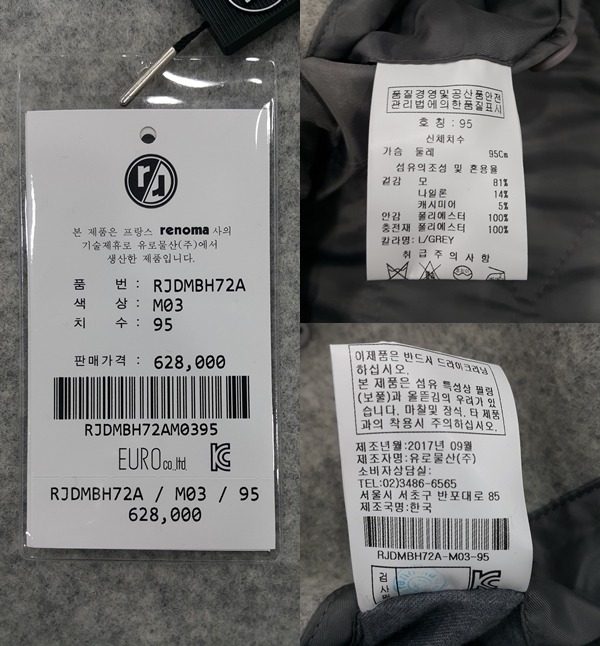 rj
본 제품은 프랑스 renoma 사의
기술제휴로 유로물산(주)에서
생산한 제품입니다.
품 번 : RJDMBH72A
색 상 : M03
치 수 : 95
판매가격 : 628,000
RJDMBH72AM0395
EURO co.,ltd.
RJDMBH72A / M03 / 95
628,000
품질경영및공산품안전
관리법에의한품질표시
호 칭 : 95
신체치수
가슴 둘레 95Cm
섬유의조성 및 혼용율
겉감 모 81%
나일론 14%
캐시미어 5%
안감 폴리에스터 100%
충전재 폴리에스터 100%
칼라명: L/GREY
취 급 주 의 사 항
이제품은 반드시 드라이크리닝
하십시오.
본 제품은 섬유 특성상 필링
(보풀)과 올뜯김의 우려가 있
습니다. 마찰및 장식, 타 제품
과의 착용시 주의하십시오.
제조년월:2017년 09월
제조자명:유로물산(주)
소비자상담실:
TEL:02)3486-6565
서울시 서초구 반포대로 85
제조국명:한국
RJDMBH72A-M03-95
검
사